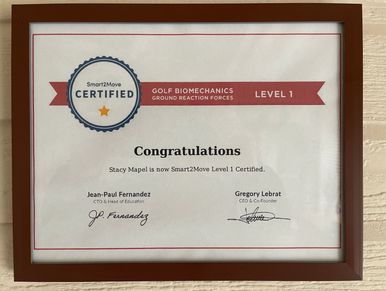 Smart2Move
CERTIFIED
GOLF BIOMECHANICS
GROUND REACTION FORCES
LEVEL 1
Congratulations
Stacy Mapel is now Smart2Move Level 1 Certified.
Jean-Paul Fernandez
CTO & Head of Education
J.P. Fernandez
Gregory Lebrat
CEO & Co-Founder